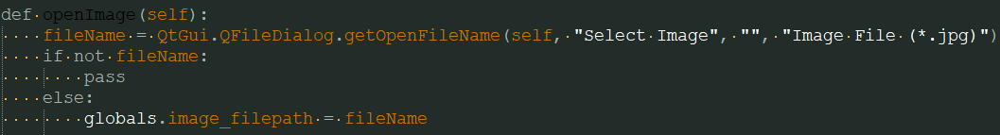 def openImage(self):
    fileName = QtGui.QFileDialog.getOpenFileName(self, "Select Image", "", "Image File (*.jpg)")
    if not fileName:
        pass
    else:
        globals.image_filepath = fileName